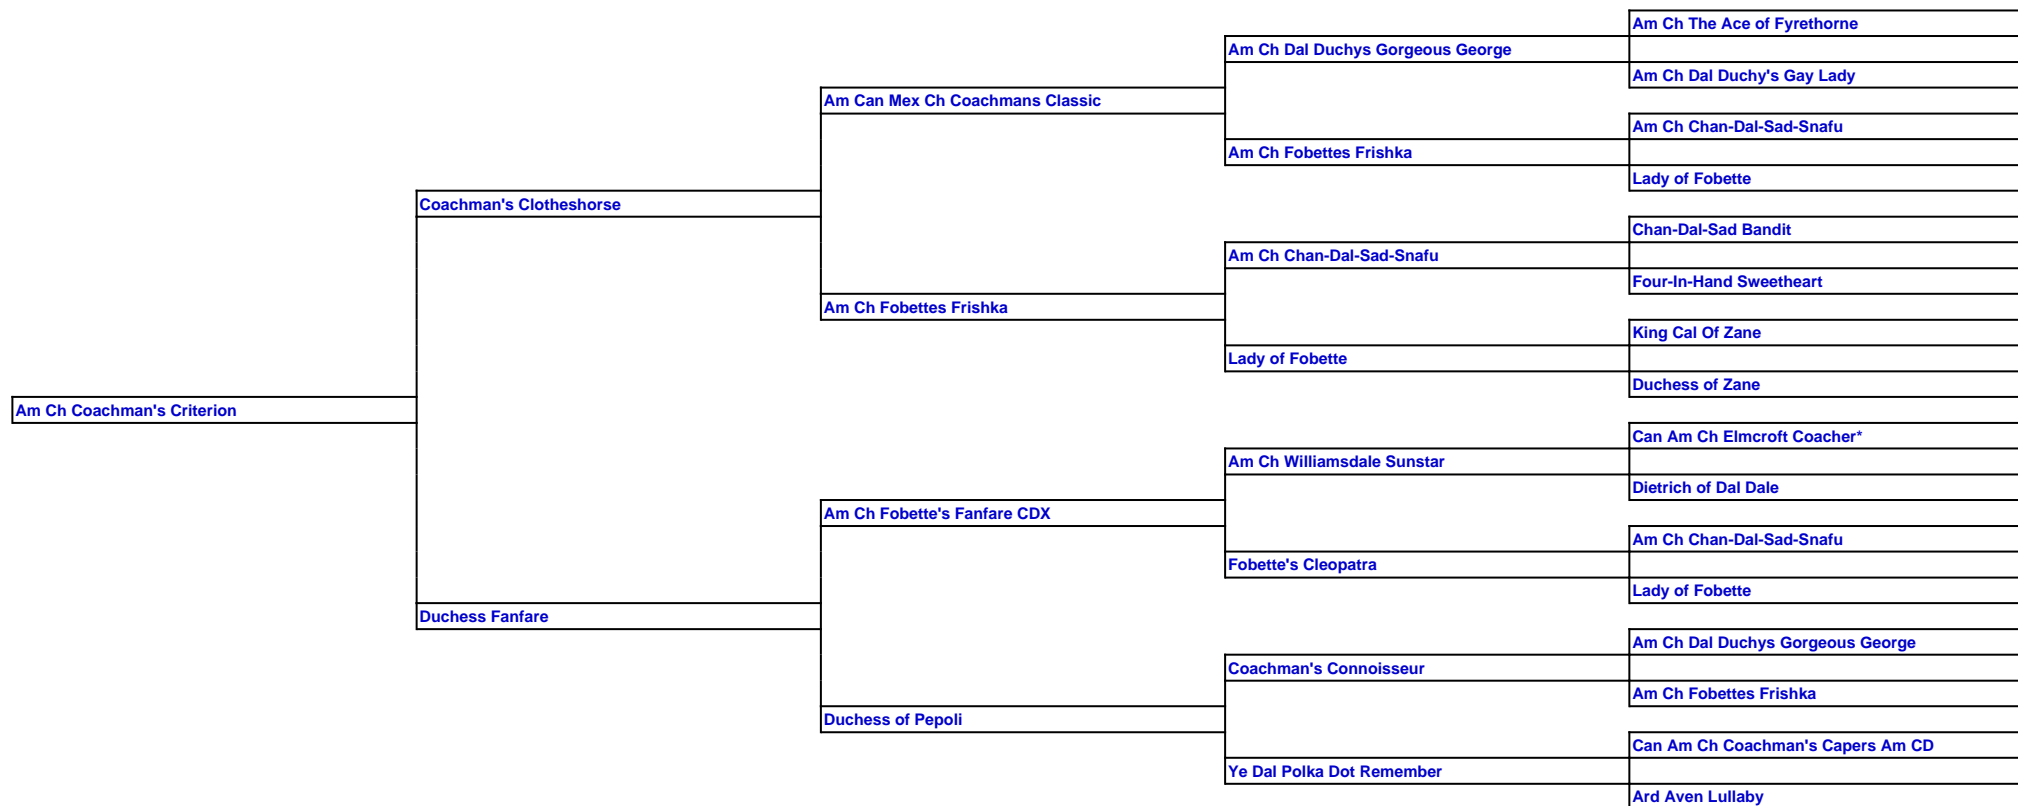 Am Ch The Ace of Fyrethorne
Am Ch Dal Duchys Gorgeous George
Am Ch Dal Duchy's Gay Lady
Am Can Mex Ch Coachmans Classic
Am Ch Chan-Dal-Sad-Snafu
Am Ch Fobettes Frishka
Lady of Fobette
Coachman's Clotheshorse
Chan-Dal-Sad Bandit
Am Ch Chan-Dal-Sad-Snafu
Four-In-Hand Sweetheart
Am Ch Fobettes Frishka
King Cal Of Zane
Lady of Fobette
Duchess of Zane
Am Ch Coachman's Criterion
Can Am Ch Elmcroft Coacher*
Am Ch Williamsdale Sunstar
Dietrich of Dal Dale
Am Ch Fobette's Fanfare CDX
Am Ch Chan-Dal-Sad-Snafu
Fobette's Cleopatra
Lady of Fobette
Duchess Fanfare
Am Ch Dal Duchys Gorgeous George
Coachman's Connoisseur
Am Ch Fobettes Frishka
Duchess of Pepoli
Can Am Ch Coachman's Capers Am CD
Ye Dal Polka Dot Remember
Ard Aven Lullaby